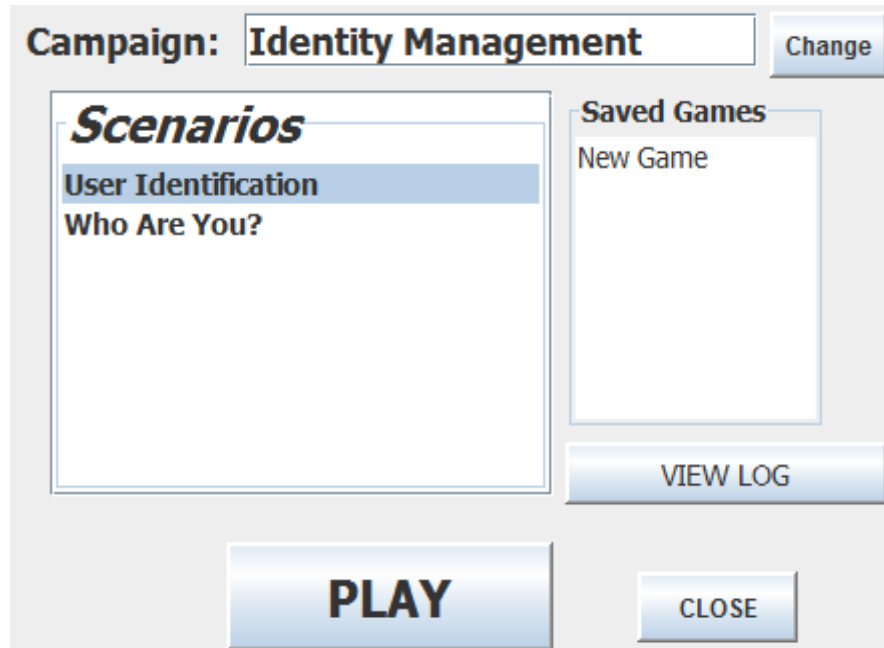 Campaign: Identity Management Change
Scenarios
User Identification
Who Are You?
Saved Games
New Game
VIEW LOG
PLAY
CLOSE